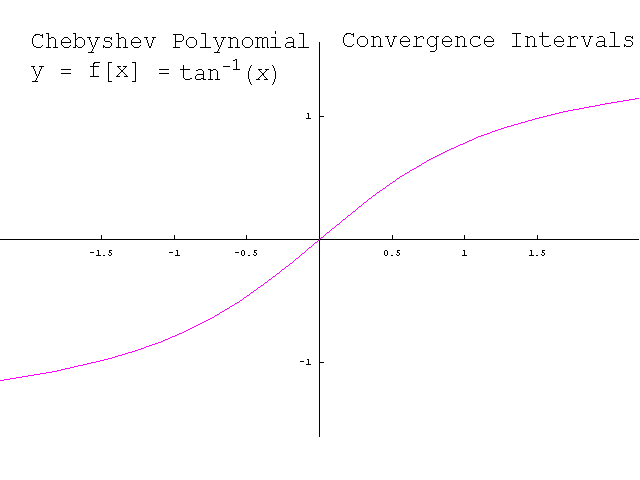 Chebyshev Polynomial Convergence Intervals
y = f[x] = tan⁻¹(x)
1
-1.5 -1 -0.5 0.5 1 1.5
-1